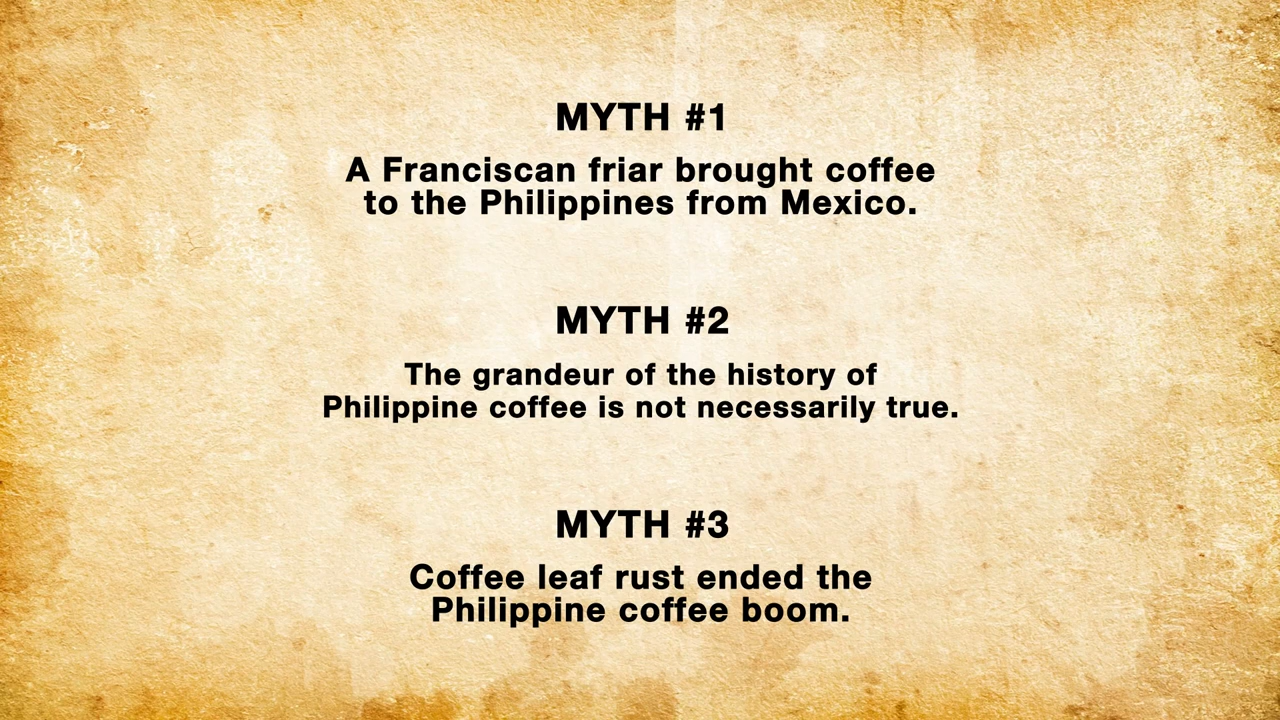 MYTH #1
A Franciscan friar brought coffee
to the Philippines from Mexico.
MYTH #2
The grandeur of the history of
Philippine coffee is not necessarily true.
MYTH #3
Coffee leaf rust ended the
Philippine coffee boom.